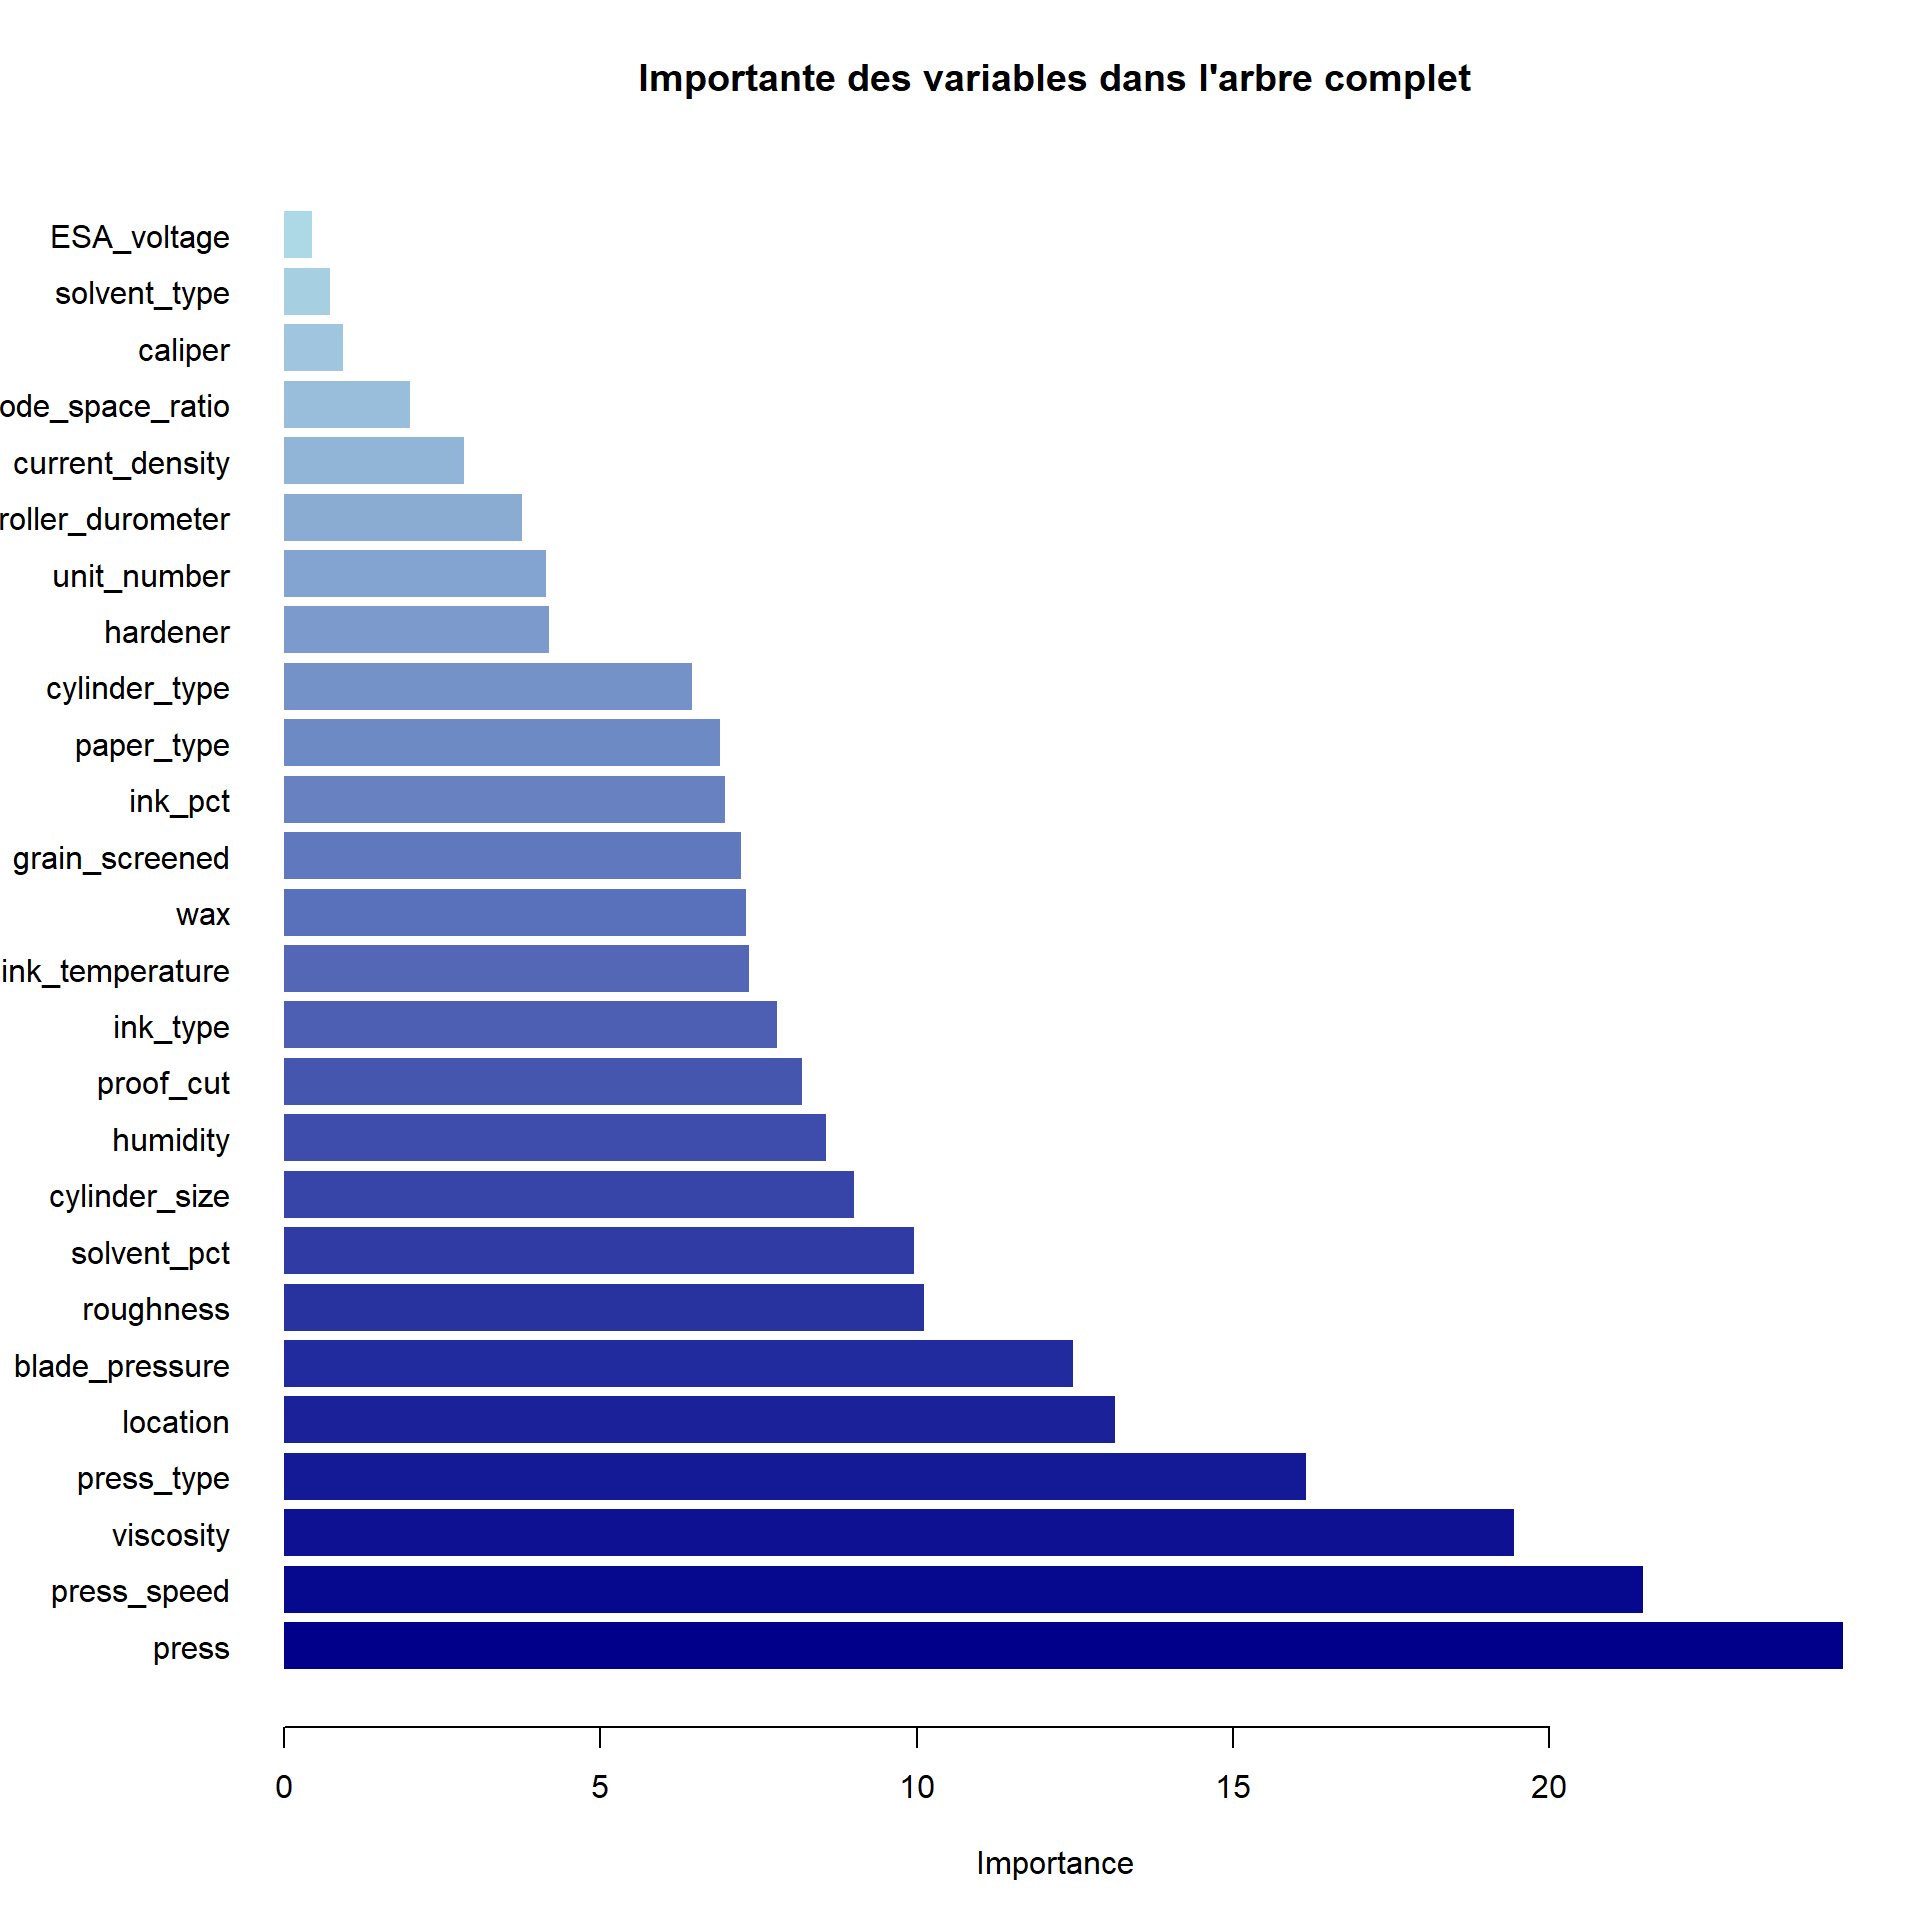 Importante des variables dans l'arbre complet
ESA_voltage
solvent_type
caliper
ode_space_ratio
current_density
roller_durometer
unit_number
hardener
cylinder_type
paper_type
ink_pct
grain_screened
wax
ink_temperature
ink_type
proof_cut
humidity
cylinder_size
solvent_pct
roughness
blade_pressure
location
press_type
viscosity
press_speed
press
0 5 10 15 20
Importance